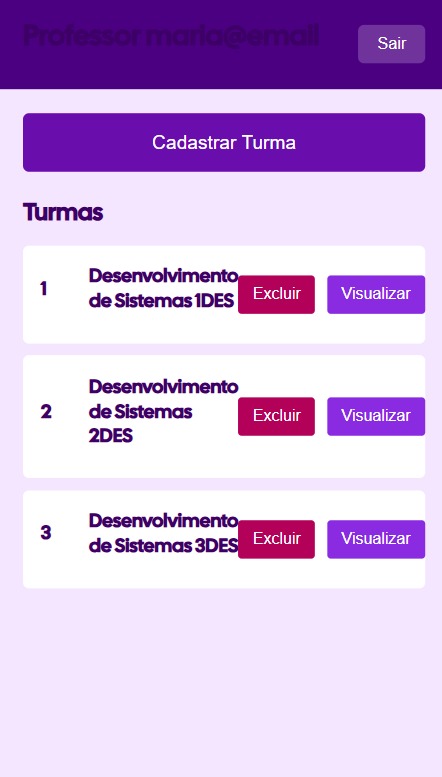 Professor maria@email
Sair
Cadastrar Turma
Turmas
1
Desenvolvimento
de Sistemas 1DES
Excluir
Visualizar
2
Desenvolvimento
de Sistemas
2DES
Excluir
Visualizar
3
Desenvolvimento
de Sistemas 3DES
Excluir
Visualizar